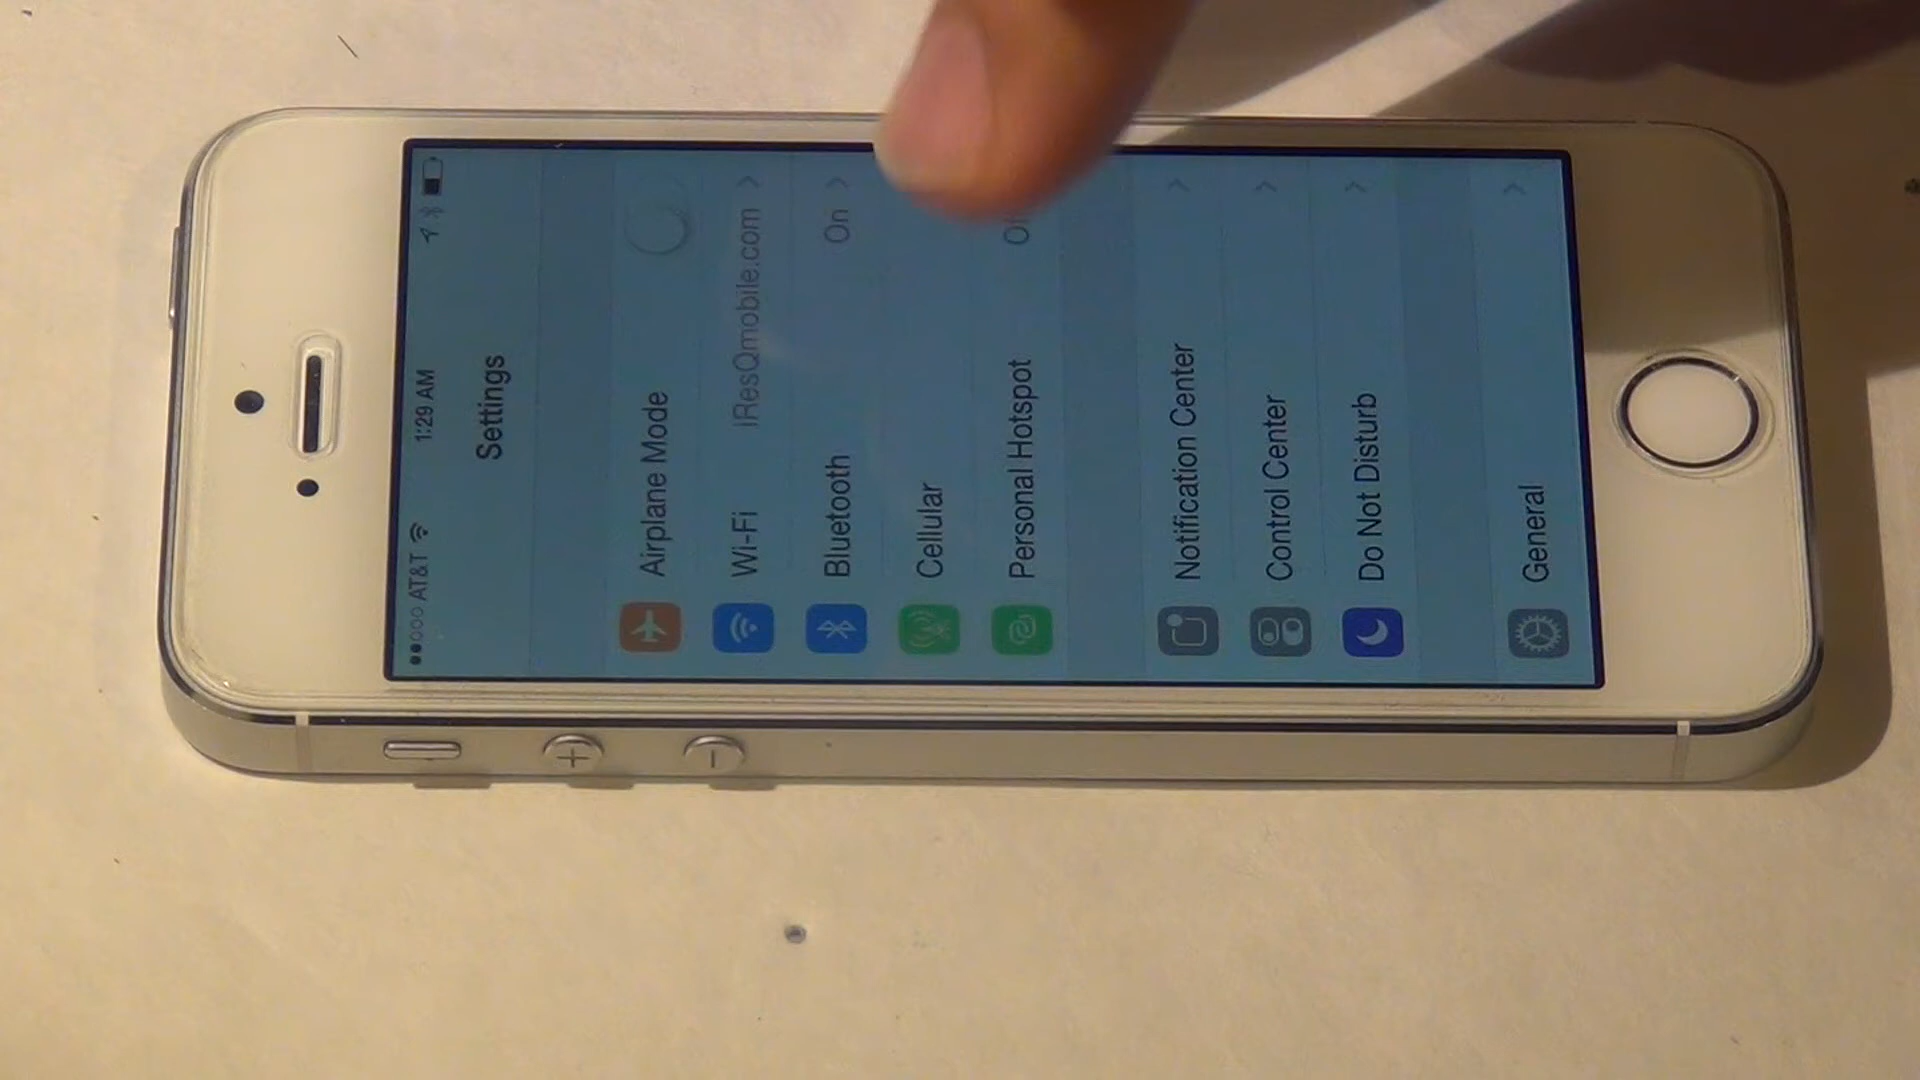 ●●○○○ AT&T 1:29 AM
Settings
Airplane Mode
Wi-Fi IResQmobile.com
Bluetooth On
Cellular
Personal Hotspot
Notification Center
Control Center
Do Not Disturb
General